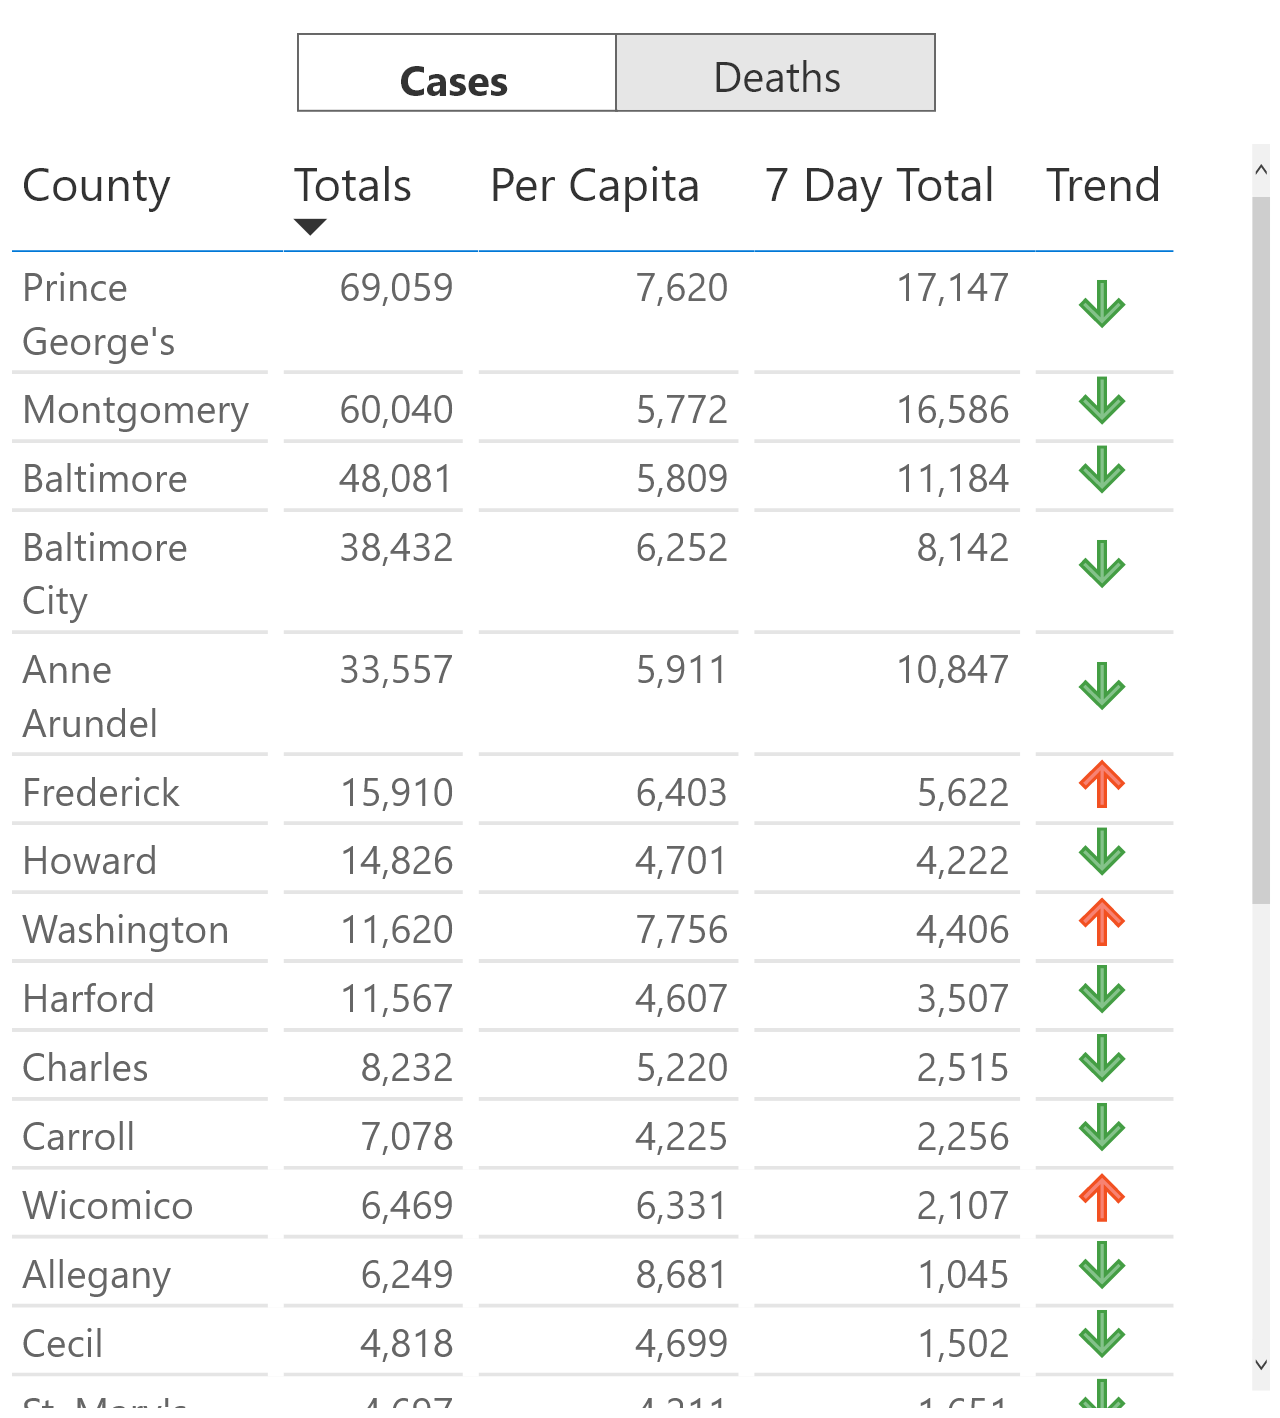 Cases Deaths
County Totals Per Capita 7 Day Total Trend
Prince 69,059 7,620 17,147
George's
Montgomery 60,040 5,772 16,586
Baltimore 48,081 5,809 11,184
Baltimore 38,432 6,252 8,142
City
Anne 33,557 5,911 10,847
Arundel
Frederick 15,910 6,403 5,622
Howard 14,826 4,701 4,222
Washington 11,620 7,756 4,406
Harford 11,567 4,607 3,507
Charles 8,232 5,220 2,515
Carroll 7,078 4,225 2,256
Wicomico 6,469 6,331 2,107
Allegany 6,249 8,681 1,045
Cecil 4,818 4,699 1,502
St. Mary's